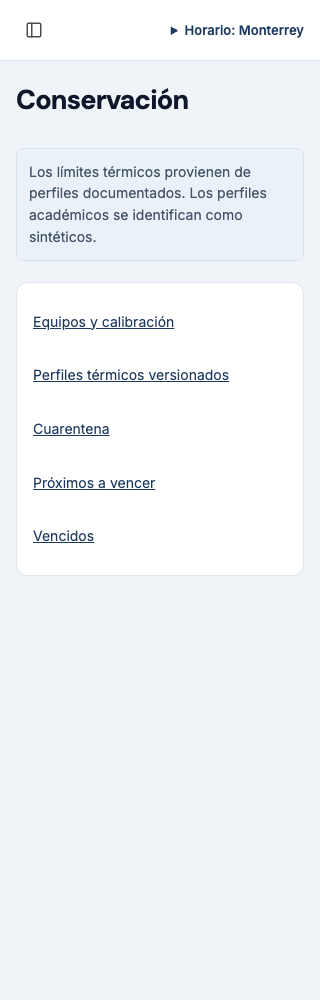 Horario: Monterrey
Conservación
Los límites térmicos provienen de
perfiles documentados. Los perfiles
académicos se identifican como
sintéticos.
Equipos y calibración
Perfiles térmicos versionados
Cuarentena
Próximos a vencer
Vencidos